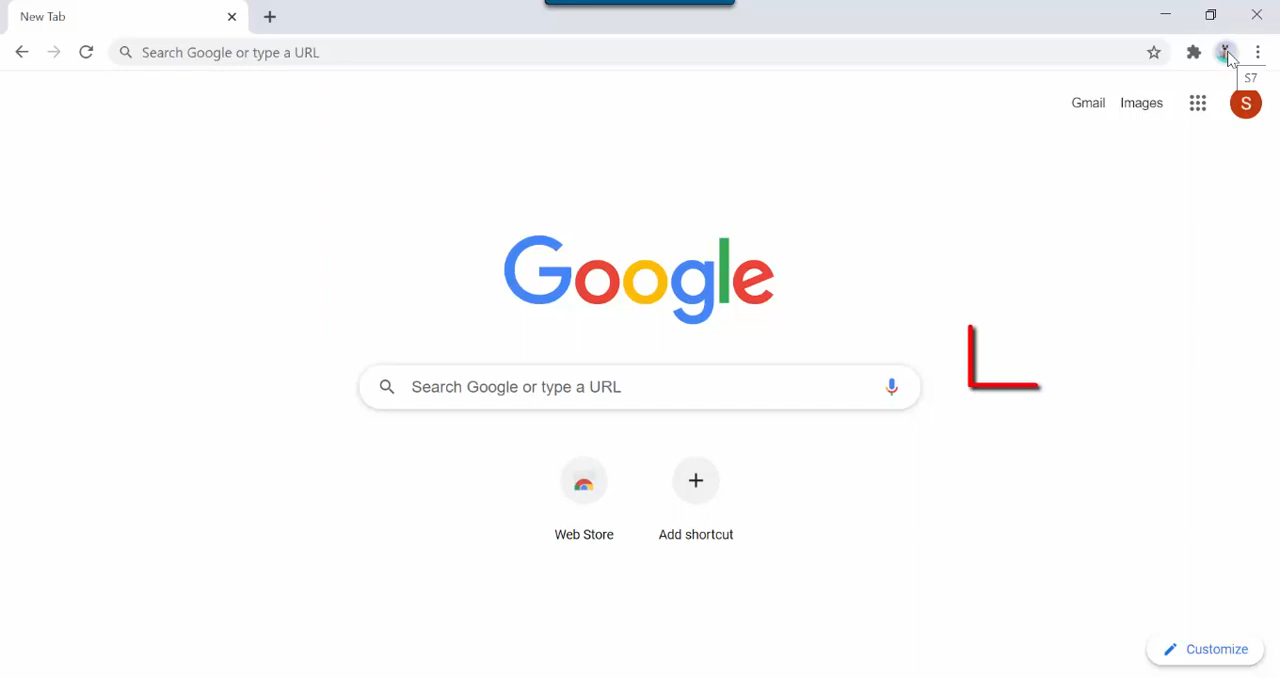 New Tab
Search Google or type a URL
S7
Gmail Images S
Google
Search Google or type a URL
Web Store Add shortcut
Customize